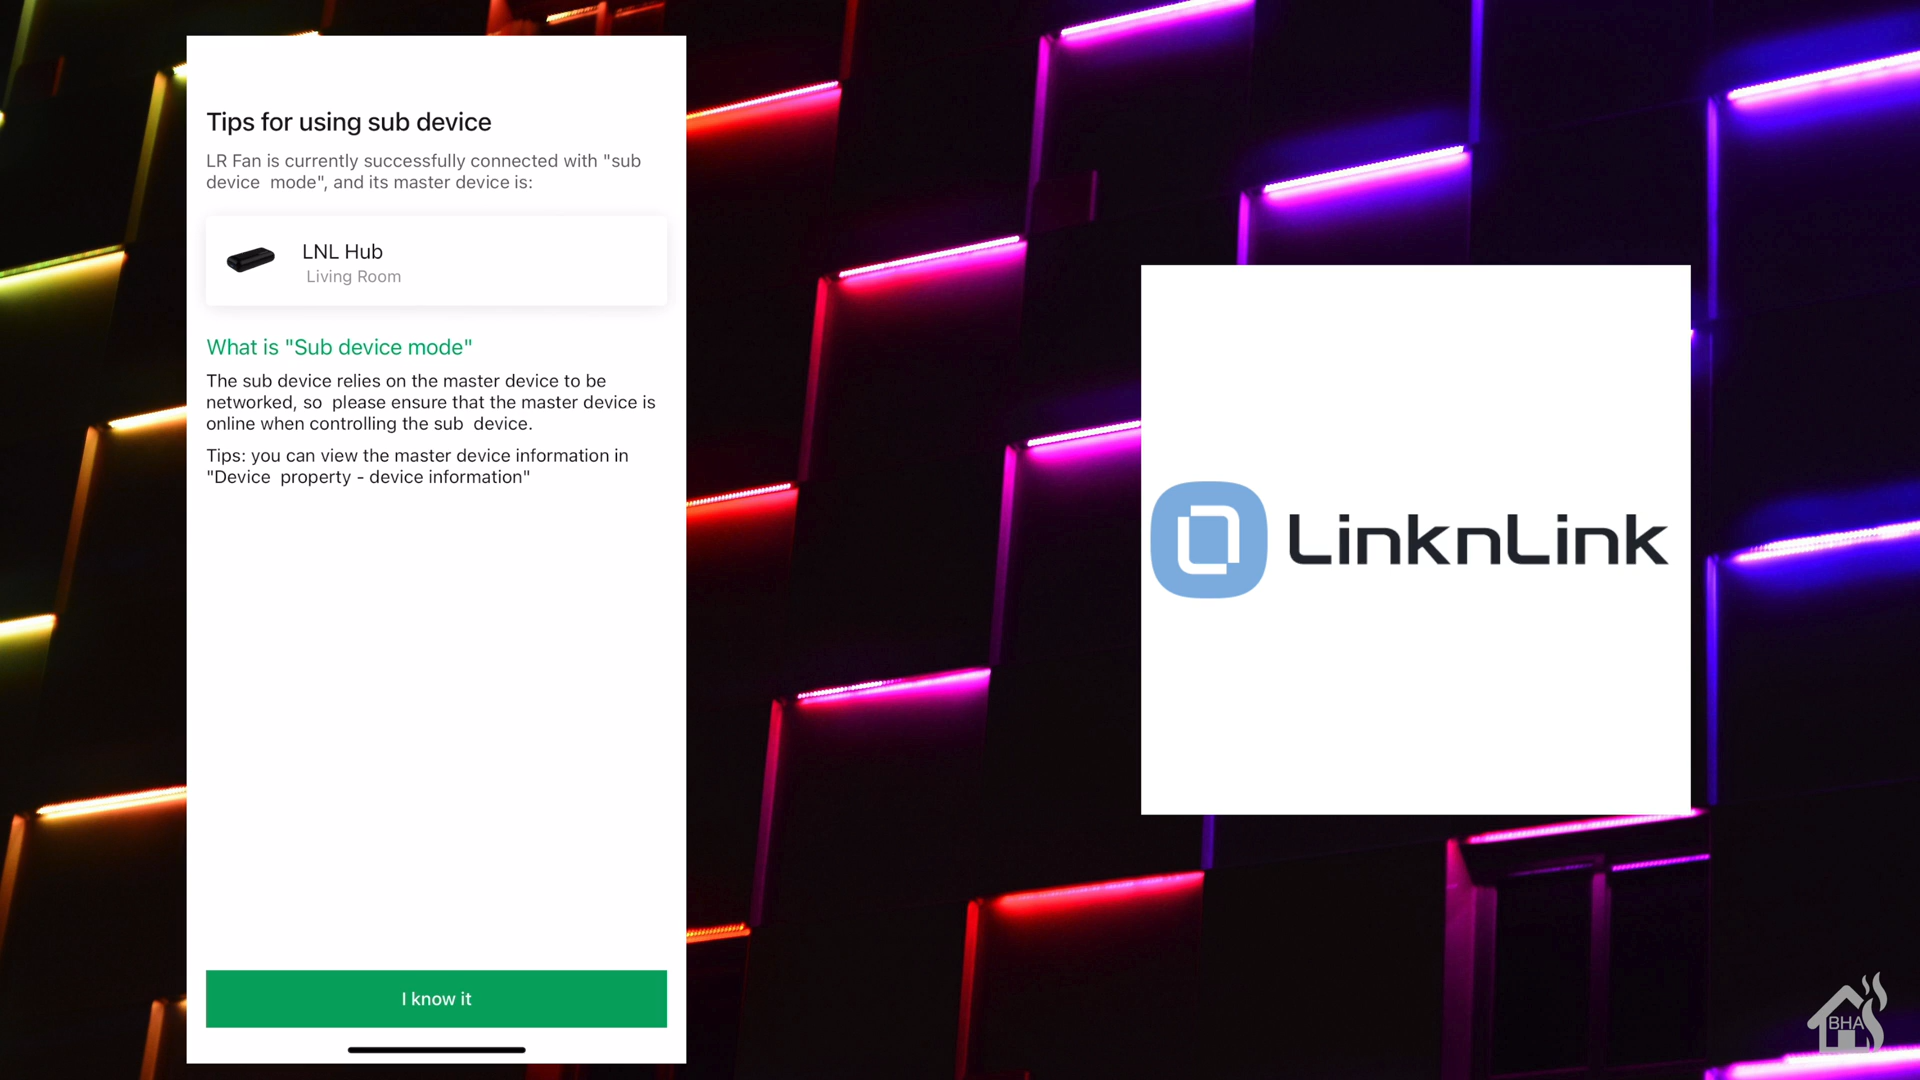 Tips for using sub device
LR Fan is currently successfully connected with "sub
device mode", and its master device is:
LNL Hub
Living Room
What is "Sub device mode"
The sub device relies on the master device to be
networked, so please ensure that the master device is
online when controlling the sub device.
Tips: you can view the master device information in
"Device property - device information"
I know it
LinknLink
BHA